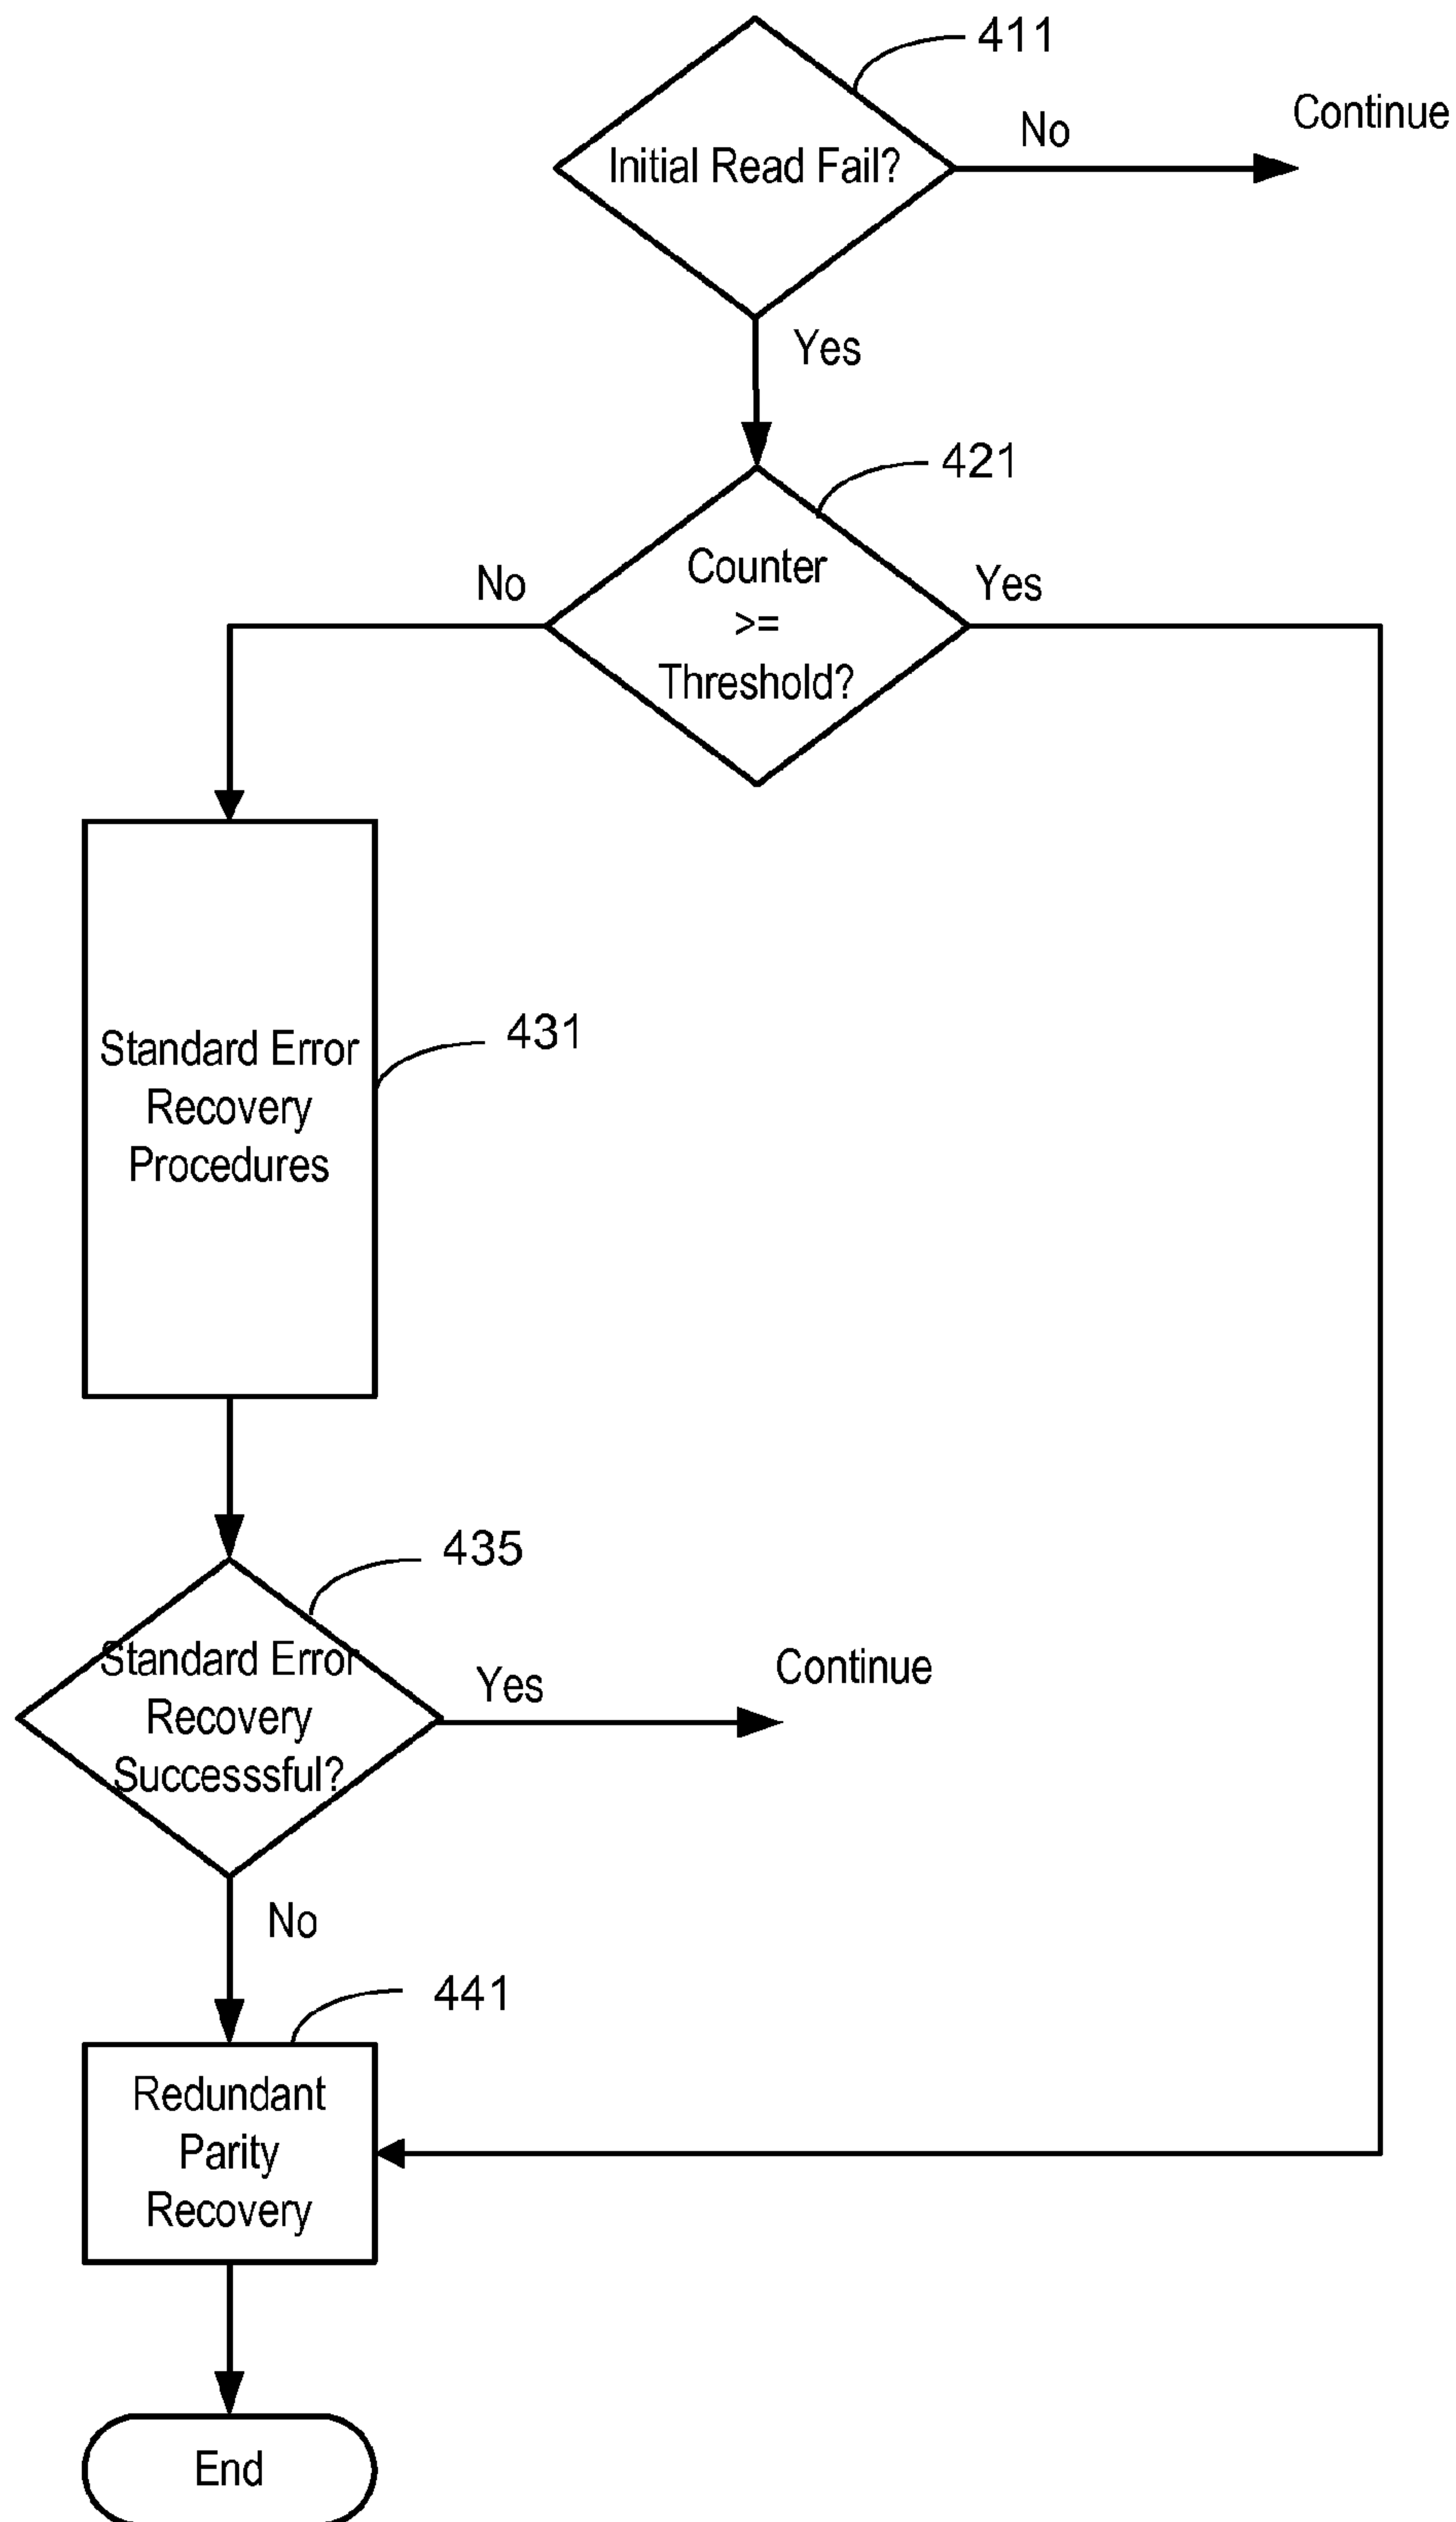 411
Continue
No
Initial Read Fail?
Yes
421
No
Counter
>=
Threshold?
Yes
Standard Error
Recovery
Procedures
431
435
Standard Error
Recovery
Successsful?
Yes
Continue
No
441
Redundant
Parity
Recovery
End